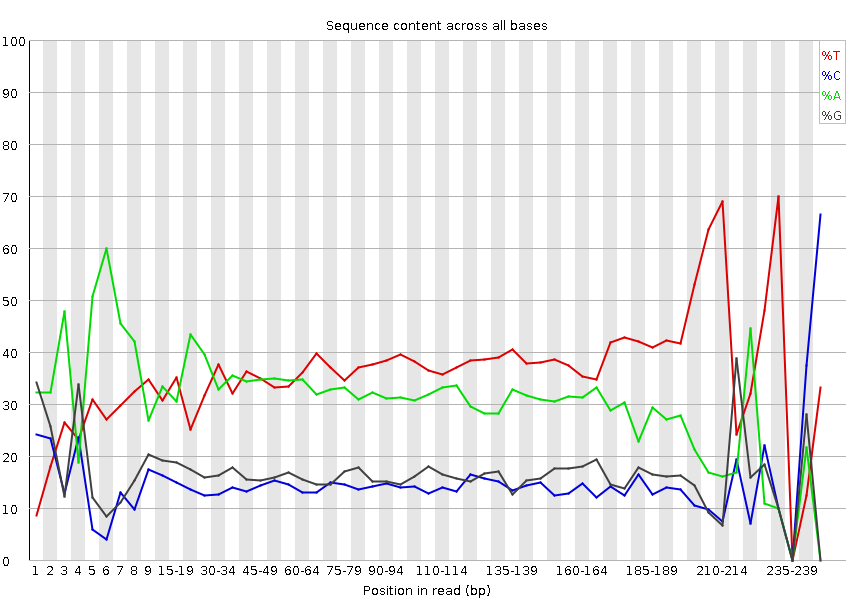 Sequence content across all bases
100
90
80
70
60
50
40
30
20
10
0
%T
%C
%A
%G
1 2 3 4 5 6 7 8 9 15-19 30-34 45-49 60-64 75-79 90-94 110-114 135-139 160-164 185-189 210-214 235-239
Position in read (bp)